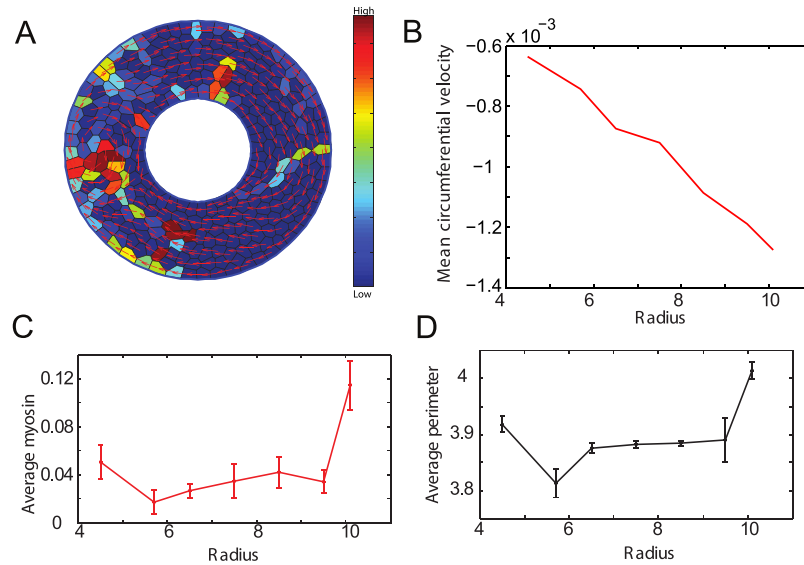 A
High
Low
B
×10⁻³
−0.6
−0.8
−1
−1.2
−1.4
4
6
8
10
Radius
Mean circumferential velocity
C
0.12
0.08
0.04
0
4
6
8
10
Radius
Average myosin
D
4
3.9
3.8
4
6
8
10
Radius
Average perimeter